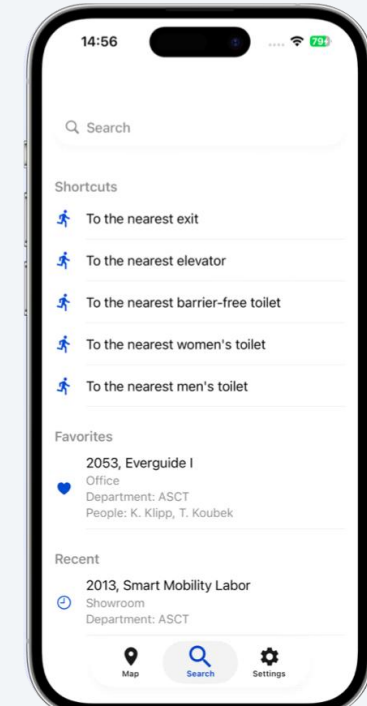 14:56
79
Search
Shortcuts
To the nearest exit
To the nearest elevator
To the nearest barrier-free toilet
To the nearest women's toilet
To the nearest men's toilet
Favorites
2053, Everguide I
Office
Department: ASCT
People: K. Klipp, T. Koubek
Recent
2013, Smart Mobility Labor
Showroom
Department: ASCT
Map Search Settings